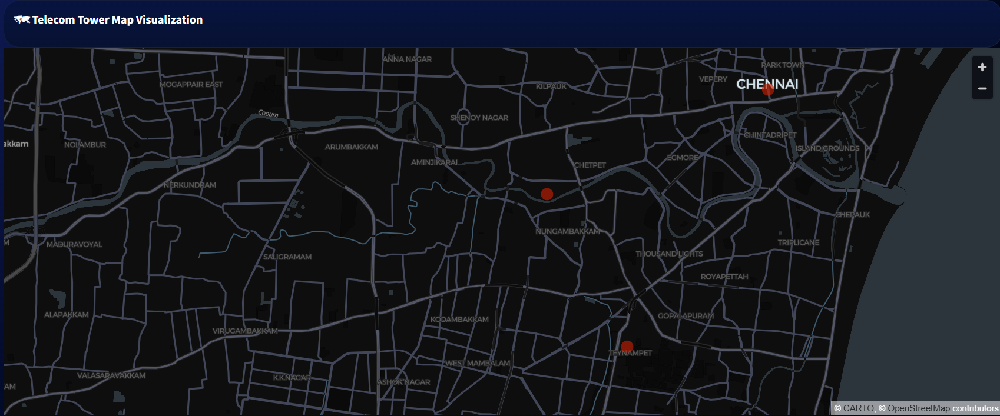 Telecom Tower Map Visualization
ANNA NAGAR
PARK TOWN
VEPERY
CHENNAI
MOGAPPAIR EAST
KILPAUK
Cooum
SHENOY NAGAR
CHINTADRIPET
akkam
NOLAMBUR
ARUMBAKKAM
ISLAND GROUNDS
EGMORE
AMINJIKARAI
CHETPET
NERKUNDRAM
CHEPAUK
NUNGAMBAKKAM
M
MADURAVOYAL
TRIPLICANE
SALIGRAMAM
THOUSAND LIGHTS
ROYAPETTAH
ALAPAKKAM
GOPALAPURAM
KODAMBAKKAM
VIRUGAMBAKKAM
TEYNAMPET
WEST MAMBALAM
VALASARAVAKKAM
K.K.NAGAR
ASHOK NAGAR
KAM
+
−
© CARTO, © OpenStreetMap contributors